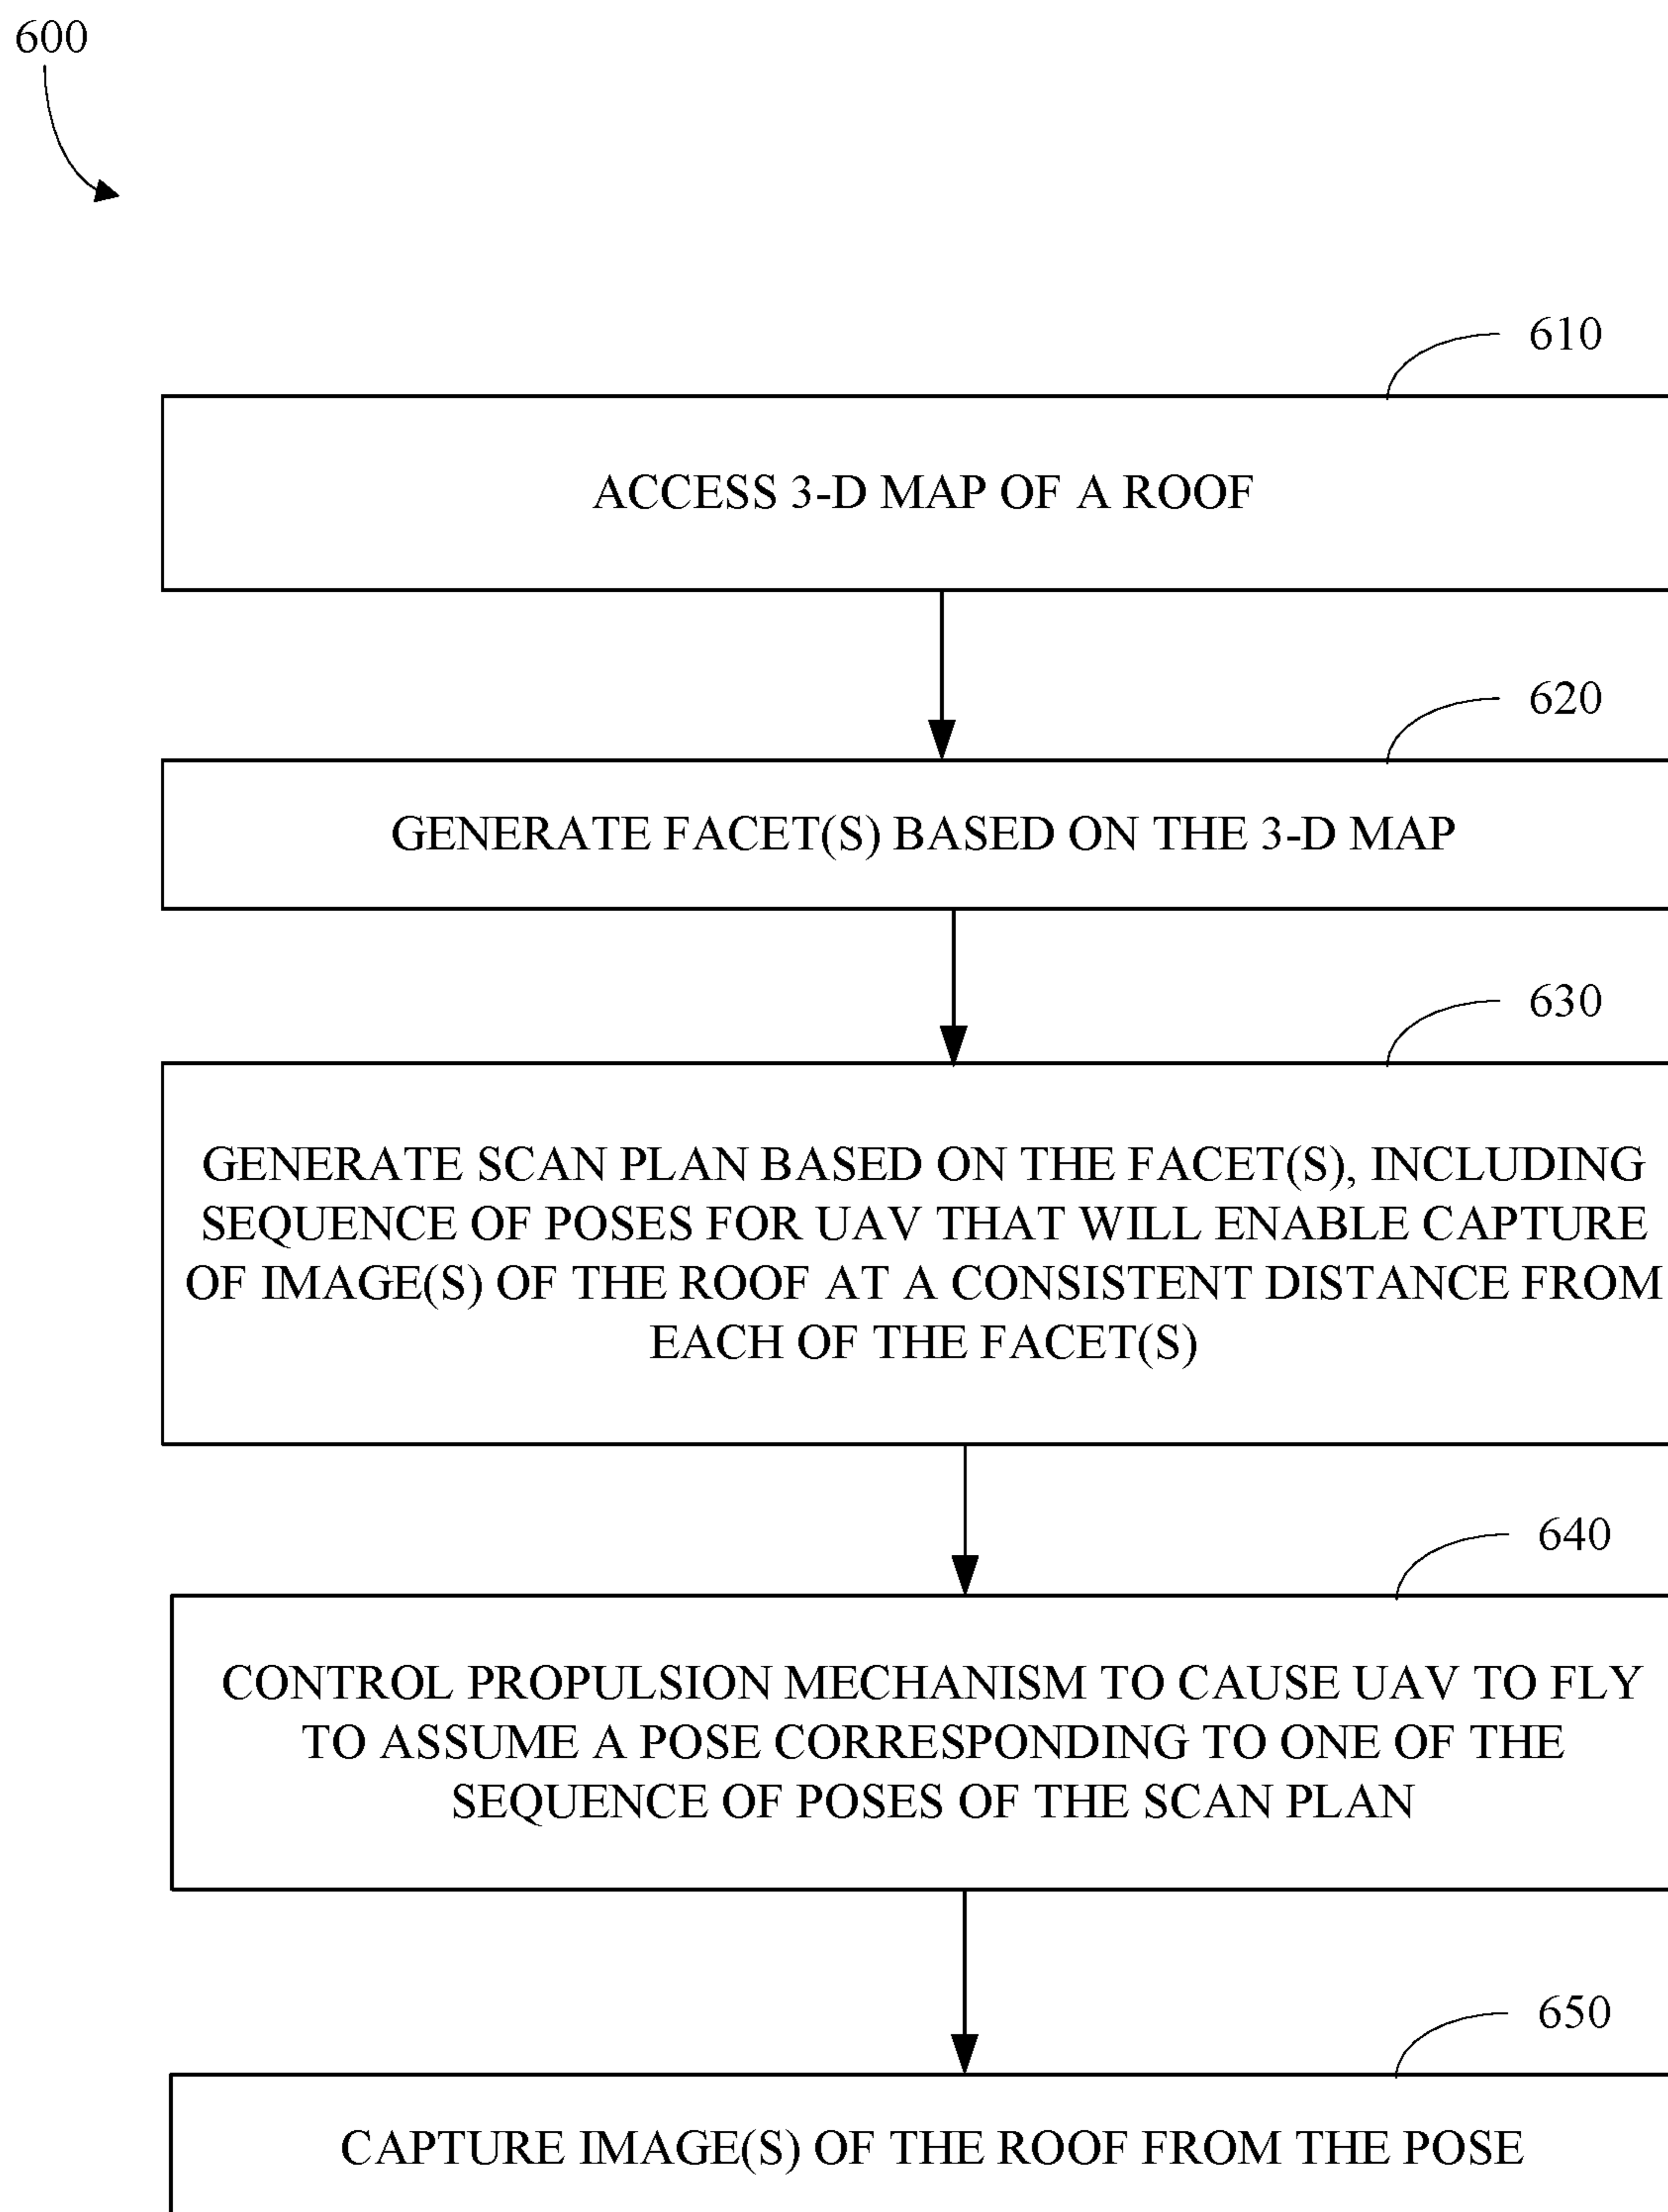 600
610
ACCESS 3-D MAP OF A ROOF
620
GENERATE FACET(S) BASED ON THE 3-D MAP
630
GENERATE SCAN PLAN BASED ON THE FACET(S), INCLUDING
SEQUENCE OF POSES FOR UAV THAT WILL ENABLE CAPTURE
OF IMAGE(S) OF THE ROOF AT A CONSISTENT DISTANCE FROM
EACH OF THE FACET(S)
640
CONTROL PROPULSION MECHANISM TO CAUSE UAV TO FLY
TO ASSUME A POSE CORRESPONDING TO ONE OF THE
SEQUENCE OF POSES OF THE SCAN PLAN
650
CAPTURE IMAGE(S) OF THE ROOF FROM THE POSE